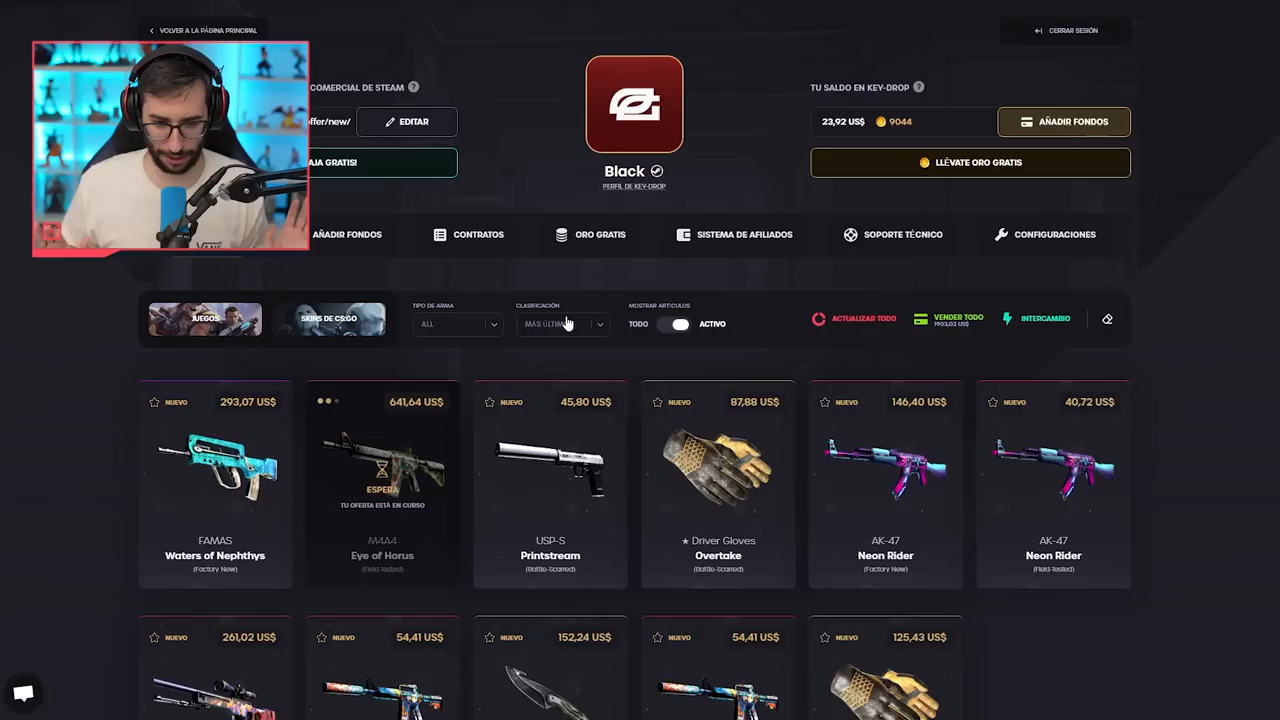 VOLVER A LA PÁGINA PRINCIPAL
CERRAR SESIÓN
COMERCIAL DE STEAM ?
TU SALDO EN KEY-DROP ?
ffer/new/
EDITAR
23,92 US$ 9044
AÑADIR FONDOS
AJA GRATIS!
LLÉVATE ORO GRATIS
Black
PERFIL DE KEY-DROP
AÑADIR FONDOS
CONTRATOS
ORO GRATIS
SISTEMA DE AFILIADOS
SOPORTE TÉCNICO
CONFIGURACIONES
JUEGOS
SKINS DE CS:GO
TIPO DE ARMA
ALL
CLASIFICACIÓN
MÁS ÚLTIM
MOSTRAR ARTICULOS
TODO
ACTIVO
ACTUALIZAR TODO
VENDER TODO
1903,02 US$
INTERCAMBIO
NUEVO 293,07 US$
FAMAS
Waters of Nephthys
(Factory New)
641,64 US$
ESPERA
TU OFERTA ESTÁ EN CURSO
M4A4
Eye of Horus
(Field-Tested)
NUEVO 45,80 US$
USP-S
Printstream
(Battle-Scarred)
NUEVO 87,88 US$
★ Driver Gloves
Overtake
(Battle-Scarred)
NUEVO 146,40 US$
AK-47
Neon Rider
(Factory New)
NUEVO 40,72 US$
AK-47
Neon Rider
(Field-Tested)
NUEVO 261,02 US$
NUEVO 54,41 US$
NUEVO 152,24 US$
NUEVO 54,41 US$
NUEVO 125,43 US$
VANS